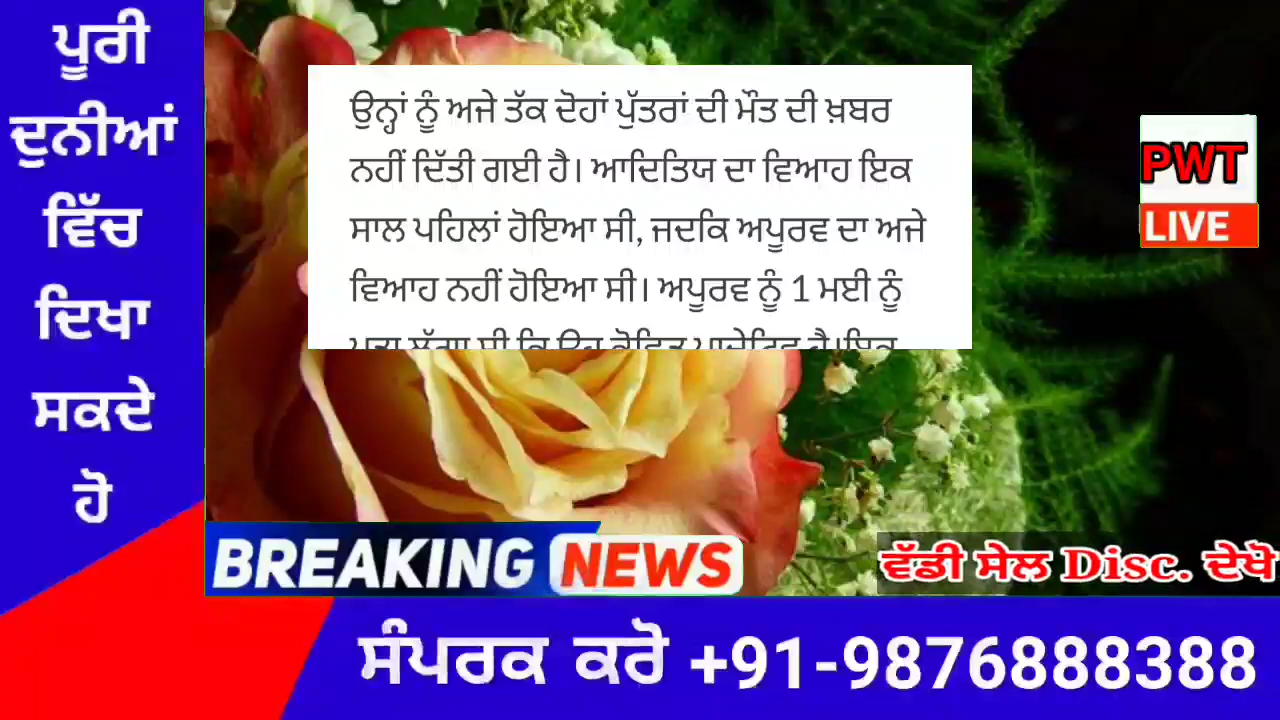 ਪੂਰੀ
ਦੁਨੀਆਂ
ਵਿੱਚ
ਦਿਖਾ
ਸਕਦੇ
ਹੋ
ਉਨ੍ਹਾਂ ਨੂੰ ਅਜੇ ਤੱਕ ਦੋਹਾਂ ਪੁੱਤਰਾਂ ਦੀ ਮੌਤ ਦੀ ਖ਼ਬਰ
ਨਹੀਂ ਦਿੱਤੀ ਗਈ ਹੈ। ਆਦਿਤਿਯ ਦਾ ਵਿਆਹ ਇਕ
ਸਾਲ ਪਹਿਲਾਂ ਹੋਇਆ ਸੀ, ਜਦਕਿ ਅਪੂਰਵ ਦਾ ਅਜੇ
ਵਿਆਹ ਨਹੀਂ ਹੋਇਆ ਸੀ। ਅਪੂਰਵ ਨੂੰ 1 ਮਈ ਨੂੰ
PWT
LIVE
BREAKING NEWS
ਵੱਡੀ ਸੇਲ Disc. ਦੇਖੋ
ਸੰਪਰਕ ਕਰੋ +91-9876888388